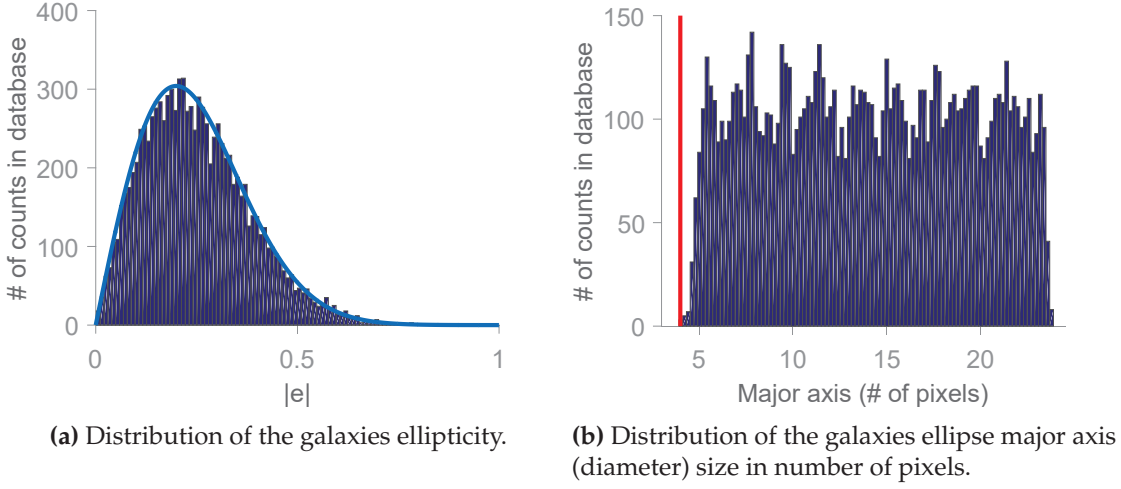 400
300
200
100
0
# of counts in database
0
0.5
1
|e|
(a) Distribution of the galaxies ellipticity.
150
100
50
0
# of counts in database
5
10
15
20
Major axis (# of pixels)
(b) Distribution of the galaxies ellipse major axis
(diameter) size in number of pixels.